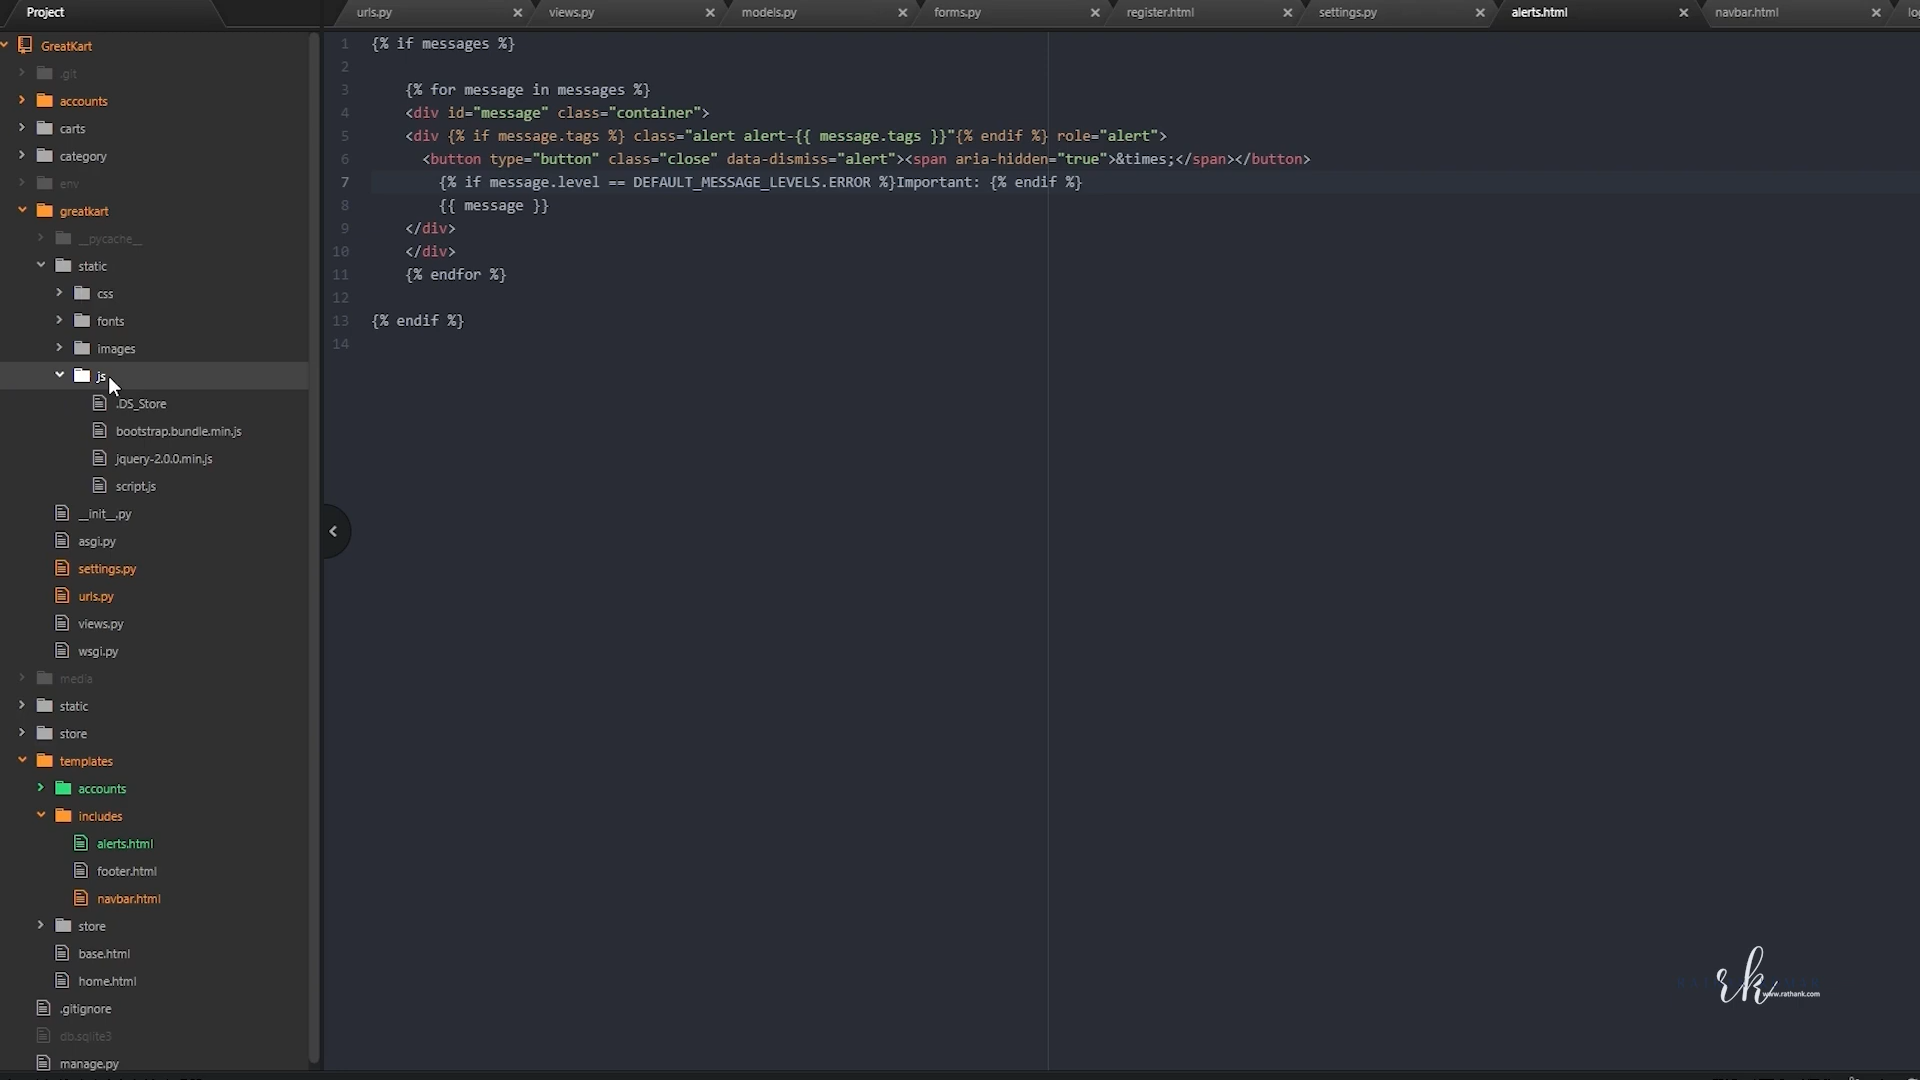 Project
urls.py
views.py
models.py
forms.py
register.html
settings.py
alerts.html
navbar.html
GreatKart
.git
accounts
carts
category
env
greatkart
__pycache__
static
css
fonts
images
js
.DS_Store
bootstrap.bundle.min.js
jquery-2.0.0.min.js
script.js
__init__.py
asgi.py
settings.py
urls.py
views.py
wsgi.py
media
static
store
templates
accounts
includes
alerts.html
footer.html
navbar.html
store
base.html
home.html
.gitignore
db.sqlite3
manage.py
1 {% if messages %}
2
3 {% for message in messages %}
4 <div id="message" class="container">
5 <div {% if message.tags %} class="alert alert-{{ message.tags }}"{% endif %} role="alert">
6 <button type="button" class="close" data-dismiss="alert"><span aria-hidden="true">&times;</span></button>
7 {% if message.level == DEFAULT_MESSAGE_LEVELS.ERROR %}Important: {% endif %}
8 {{ message }}
9 </div>
10 </div>
11 {% endfor %}
12
13 {% endif %}
14
rk
www.rathank.com